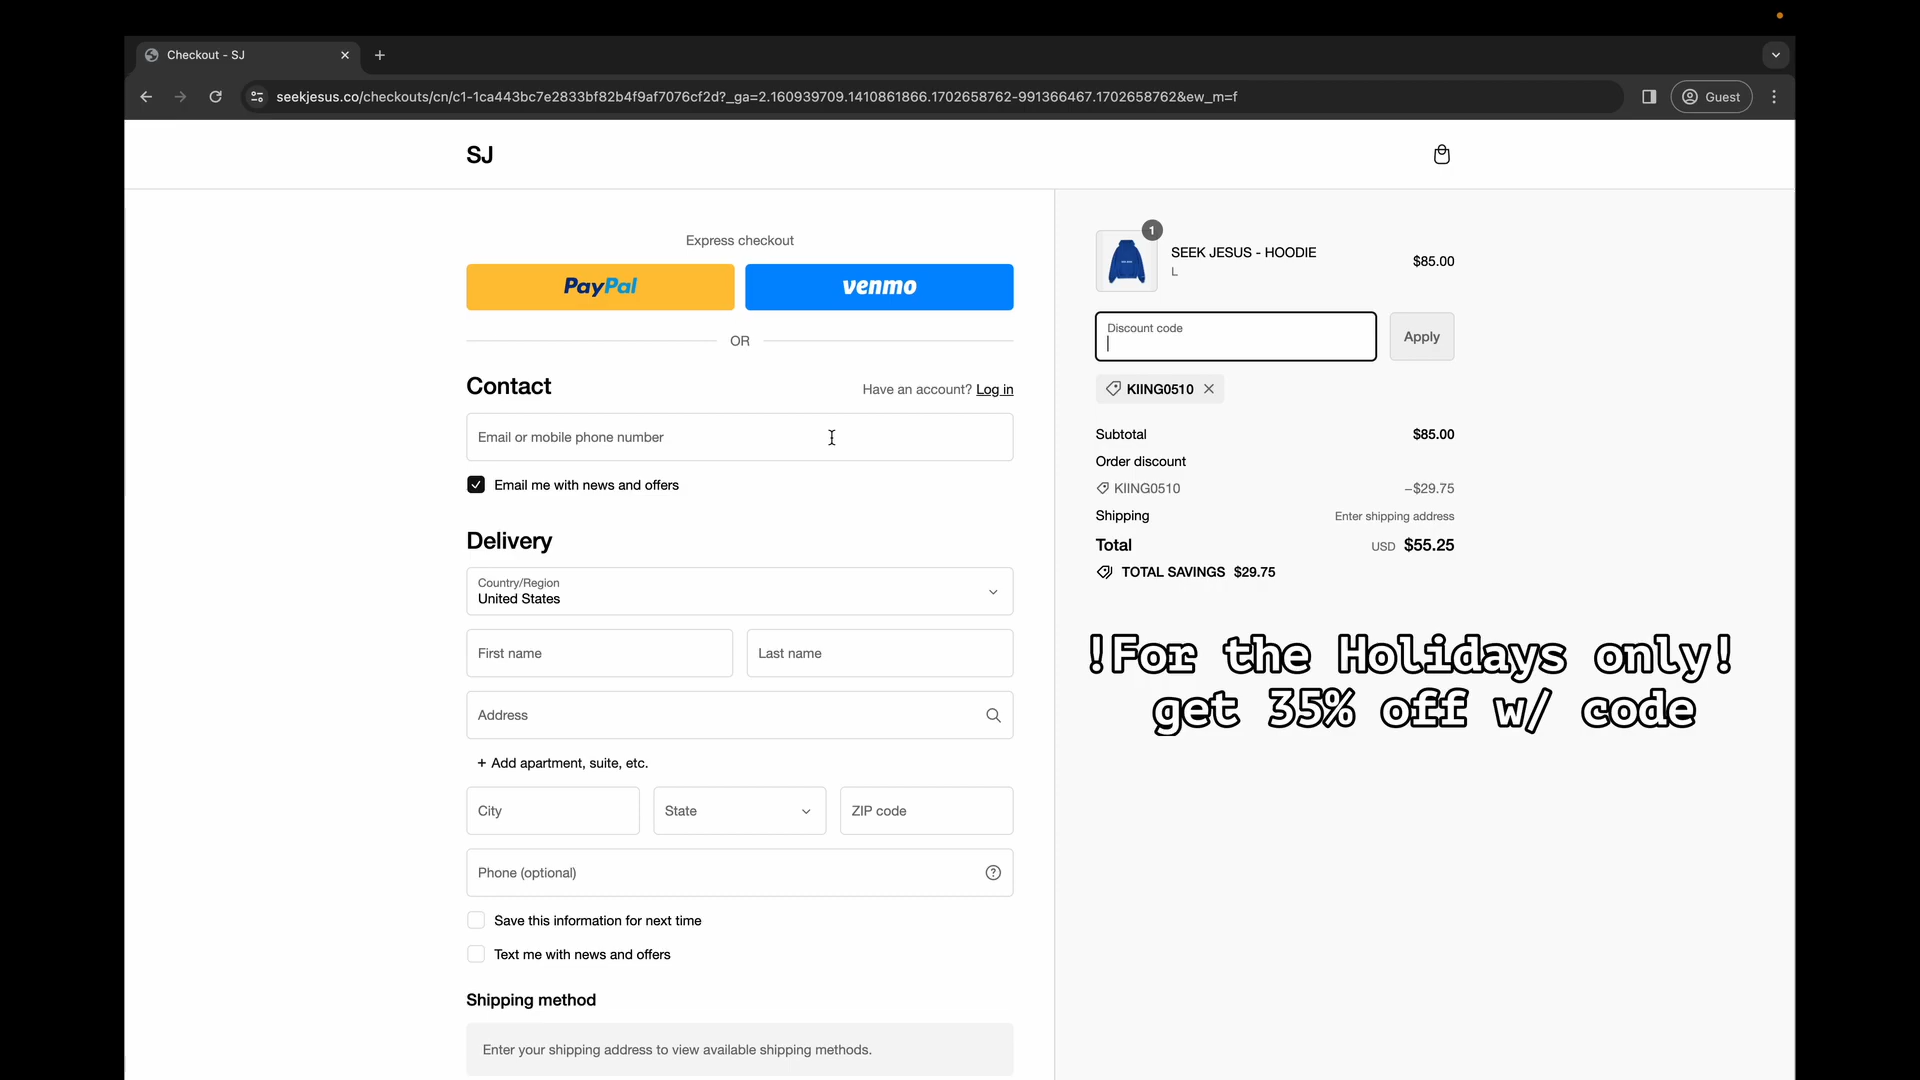 Checkout - SJ
seekjesus.co/checkouts/cn/c1-1ca443bc7e2833bf82b4f9af7076cf2d?_ga=2.160939709.1410861866.1702658762-991366467.1702658762&ew_m=f
Guest
SJ
Express checkout
PayPal
venmo
OR
Contact
Have an account? Log in
Email or mobile phone number
Email me with news and offers
Delivery
Country/Region
United States
First name
Last name
Address
+ Add apartment, suite, etc.
City
State
ZIP code
Phone (optional)
Save this information for next time
Text me with news and offers
Shipping method
Enter your shipping address to view available shipping methods.
1
SEEK JESUS - HOODIE
L
$85.00
Discount code
Apply
KIING0510
Subtotal $85.00
Order discount
KIING0510 −$29.75
Shipping Enter shipping address
Total USD $55.25
TOTAL SAVINGS $29.75
!For the Holidays only!
get 35% off w/ code